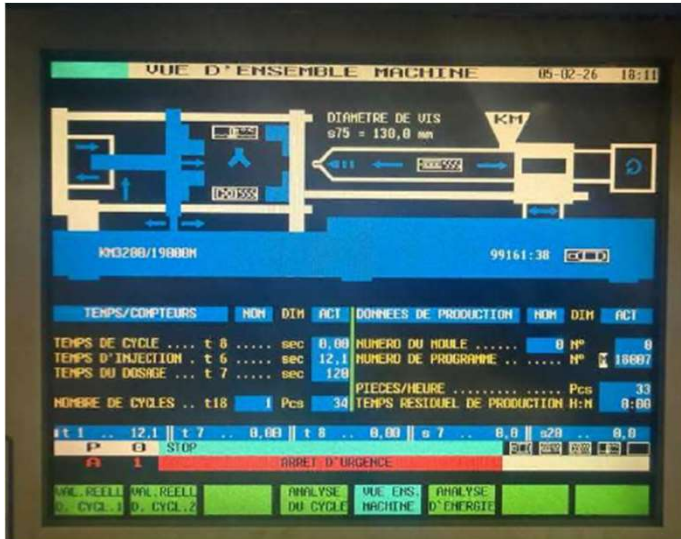 VUE D'ENSEMBLE MACHINE 05-02-26 18:11
DIAMETRE DE VIS
s75 = 130,0 mm
KM
KM3200/19000M 99161:38
TEMPS/COMPTEURS NOM DIM ACT DONNEES DE PRODUCTION NOM DIM ACT
TEMPS DE CYCLE .... t 8 ..... sec 0,00 NUMERO DU MOULE ...... 0 Nº 0
TEMPS D'INJECTION . t 6 ..... sec 12,1 NUMERO DE PROGRAMME .. ..... Nº 18007
TEMPS DU DOSAGE ... t 7 ..... sec 120
PIECES/HEURE ......... ..... Pcs 33
NOMBRE DE CYCLES .. t18 1 Pcs 34 TEMPS RESIDUEL DE PRODUCTION H:M 0:00
t 1 .. 12,1 t 7 .. 0,00 t 8 .. 0,00 s 7 .. 0,0 s20 .. 0,0
P 0 STOP
A 1 ARRET D'URGENCE
VAL.REELL VAL.REELL ANALYSE VUE ENS. ANALYSE
D. CYCL.1 D. CYCL.2 DU CYCLE MACHINE D'ENERGIE